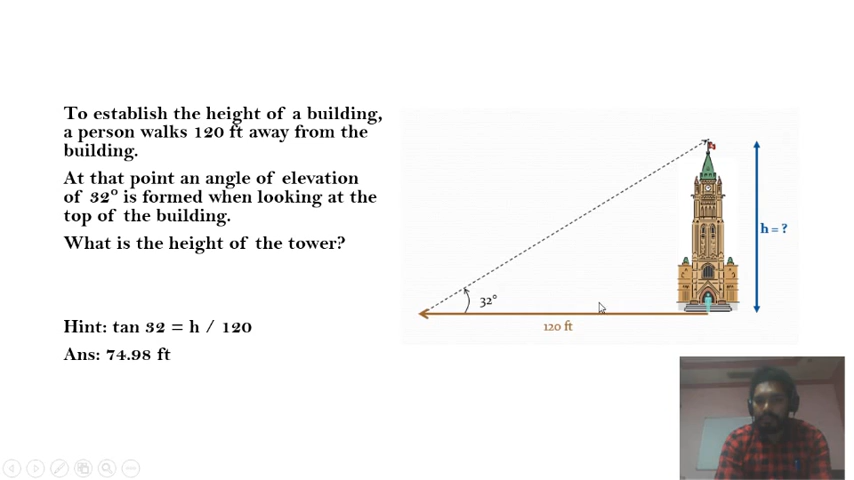 To establish the height of a building,
a person walks 120 ft away from the
building.
At that point an angle of elevation
of 32° is formed when looking at the
top of the building.
What is the height of the tower?
Hint: tan 32 = h / 120
Ans: 74.98 ft
h = ?
32°
120 ft